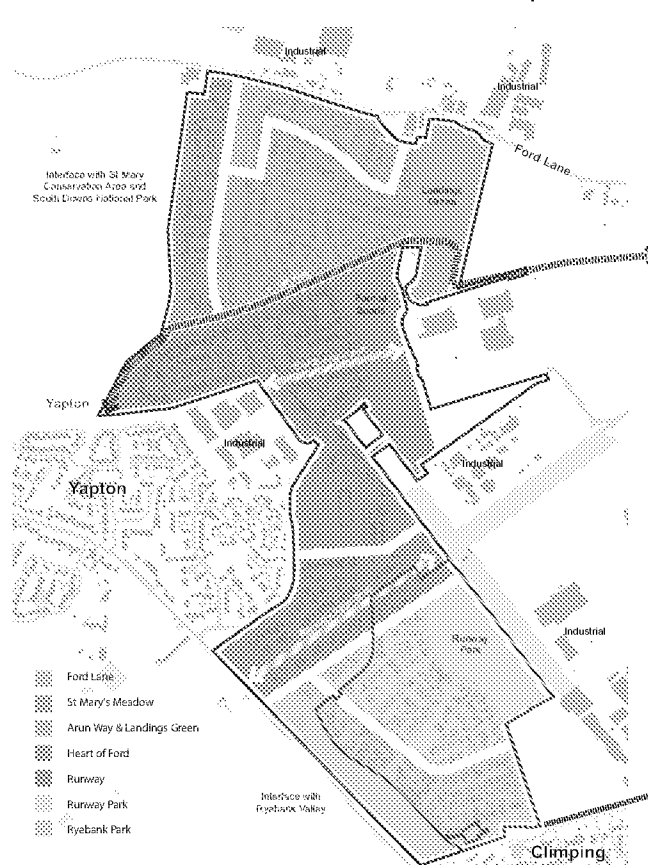 Industrial
Industrial
Ford Lane
Interface with St Mary
Conservation Area and
South Downs National Park
Landings
Green
Yapton
Industrial
Yapton
Industrial
Industrial
Runway
Park
Ford Lane
St Mary's Meadow
Arun Way & Landings Green
Heart of Ford
Runway
Runway Park
Ryebank Park
Interface with
Ryebank Valley
Climping